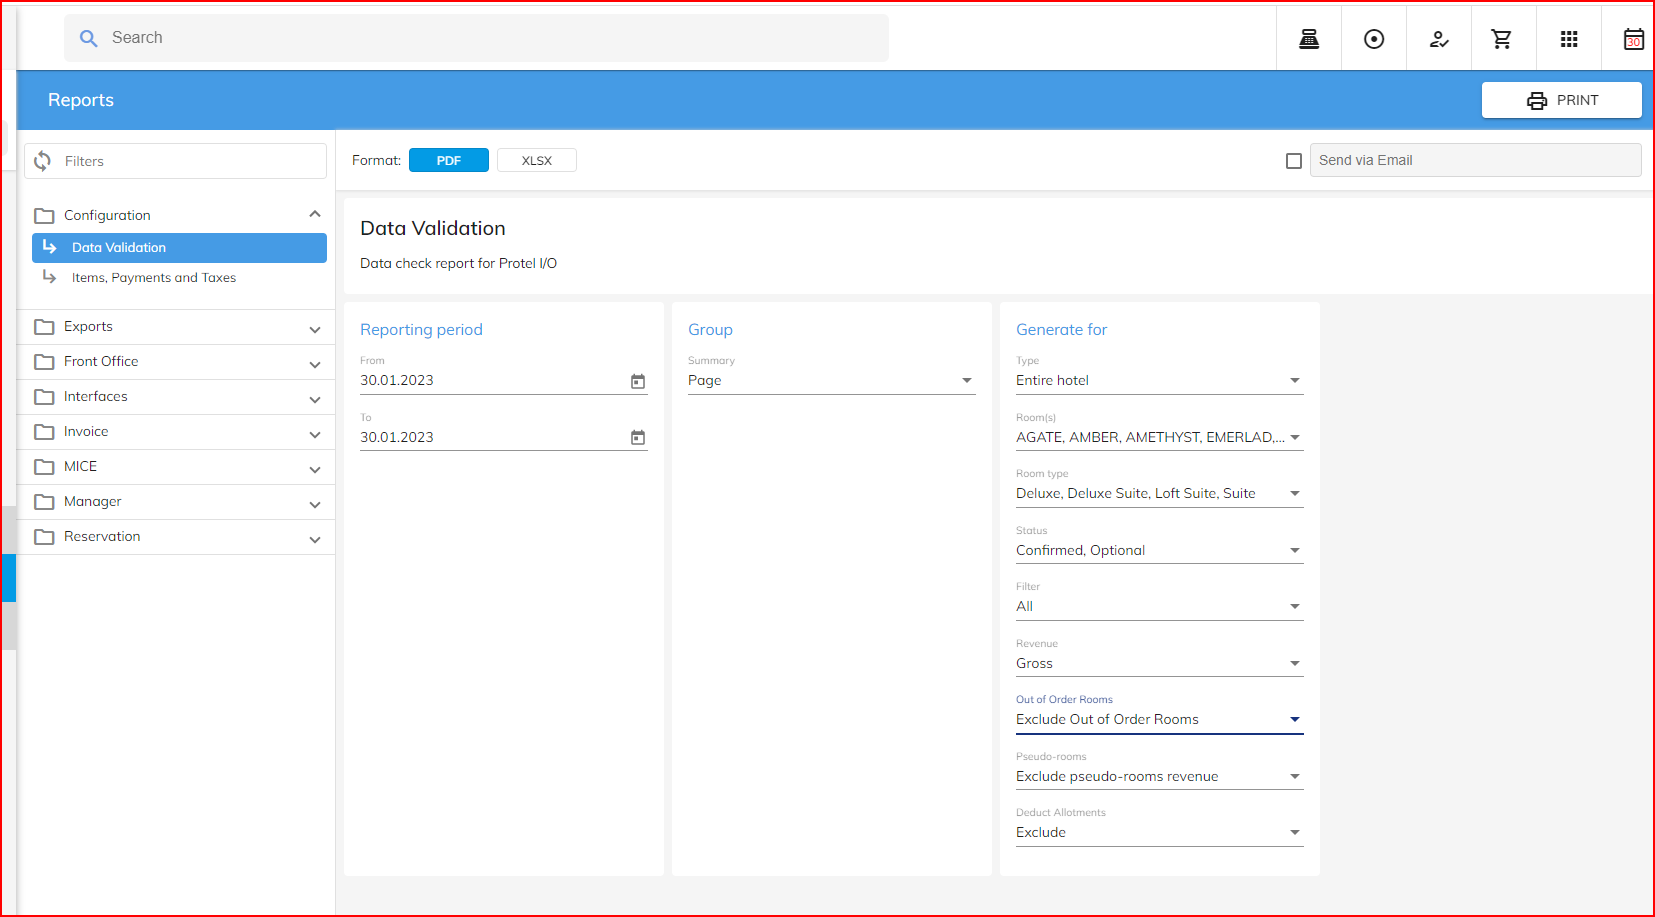 Search
30
Reports
PRINT
Filters
Format:
PDF
XLSX
Send via Email
Configuration
Data Validation
Items, Payments and Taxes
Exports
Front Office
Interfaces
Invoice
MICE
Manager
Reservation
Data Validation
Data check report for Protel I/O
Reporting period
From
30.01.2023
To
30.01.2023
Group
Summary
Page
Generate for
Type
Entire hotel
Room(s)
AGATE, AMBER, AMETHYST, EMERLAD,...
Room type
Deluxe, Deluxe Suite, Loft Suite, Suite
Status
Confirmed, Optional
Filter
All
Revenue
Gross
Out of Order Rooms
Exclude Out of Order Rooms
Pseudo-rooms
Exclude pseudo-rooms revenue
Deduct Allotments
Exclude